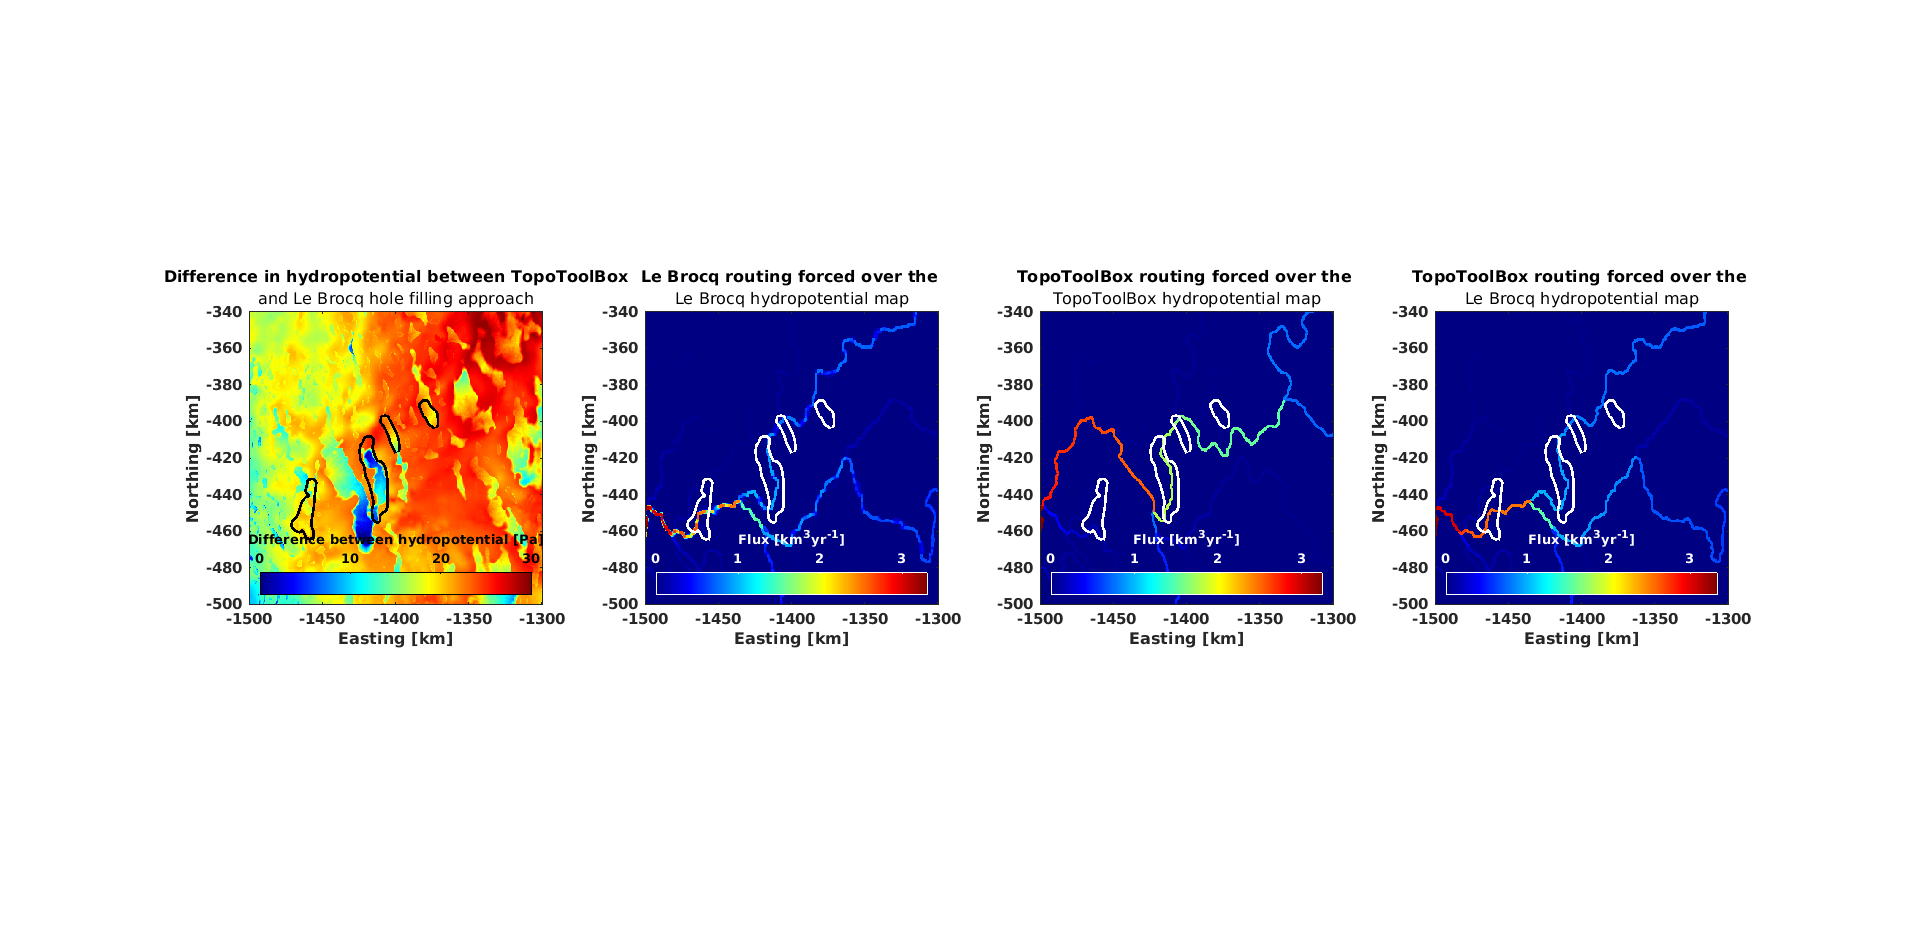 Difference in hydropotential between TopoToolBox
and Le Brocq hole filling approach
-340
-360
-380
-400
-420
-440
-460
-480
-500
Northing [km]
Difference between hydropotential [Pa]
0 10 20 30
-1500 -1450 -1400 -1350 -1300
Easting [km]
Le Brocq routing forced over the
Le Brocq hydropotential map
-340
-360
-380
-400
-420
-440
-460
-480
-500
Northing [km]
Flux [km³yr⁻¹]
0 1 2 3
-1500 -1450 -1400 -1350 -1300
Easting [km]
TopoToolBox routing forced over the
TopoToolBox hydropotential map
-340
-360
-380
-400
-420
-440
-460
-480
-500
Northing [km]
Flux [km³yr⁻¹]
0 1 2 3
-1500 -1450 -1400 -1350 -1300
Easting [km]
TopoToolBox routing forced over the
Le Brocq hydropotential map
-340
-360
-380
-400
-420
-440
-460
-480
-500
Northing [km]
Flux [km³yr⁻¹]
0 1 2 3
-1500 -1450 -1400 -1350 -1300
Easting [km]